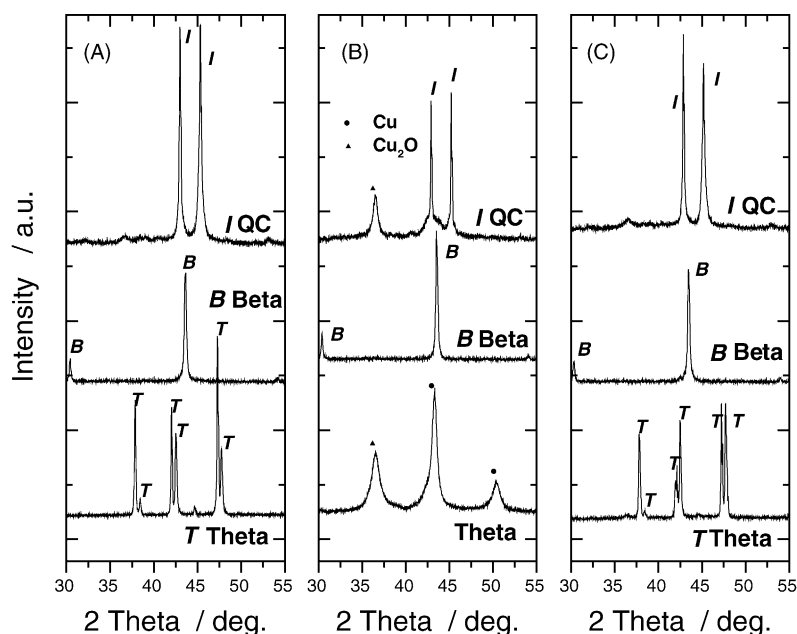 Intensity / a.u.
(A)
I
I
I QC
B
B Beta
B
T
T
T
T
T
T
T
T Theta
30 35 40 45 50 55
2 Theta / deg.
(B)
I
I
• Cu
▲ Cu₂O
I QC
B
B Beta
B
Theta
30 35 40 45 50 55
2 Theta / deg.
(C)
I
I
I QC
B
B Beta
B
T
T
T
T
T
T
T Theta
30 35 40 45 50 55
2 Theta / deg.